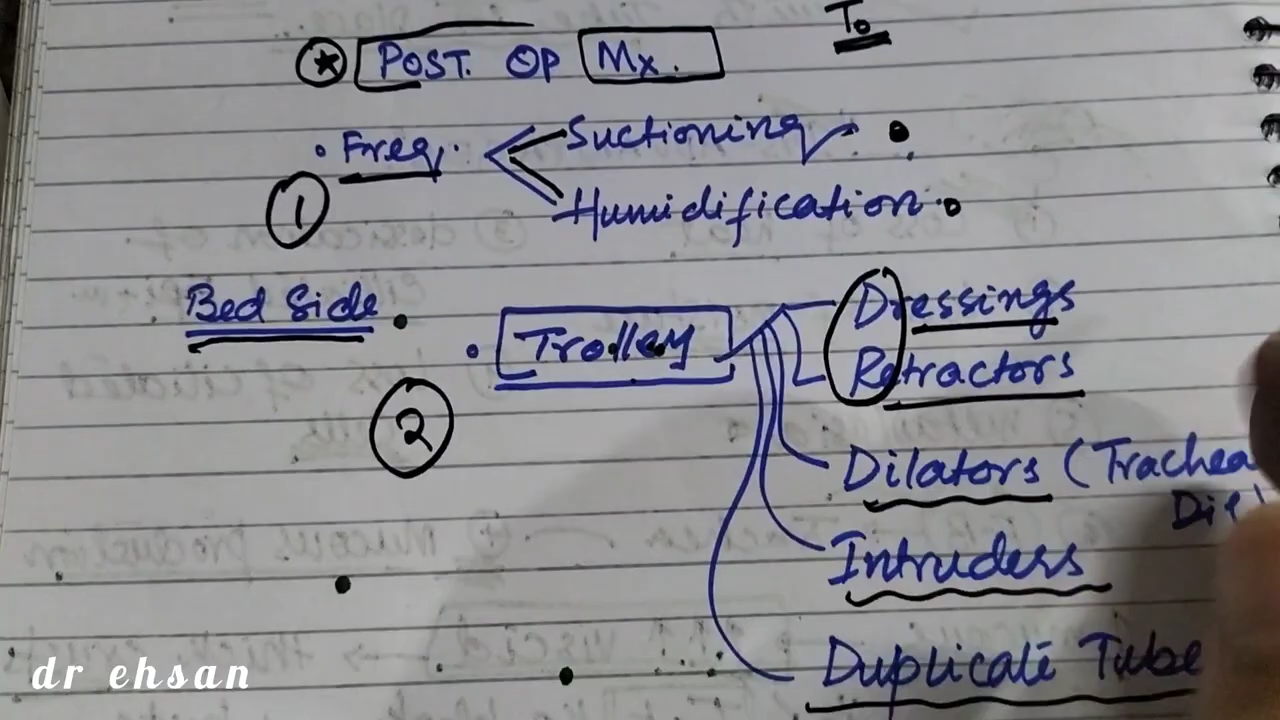 To
POST. OP Mx.
Freq. Suctioning
Humidification
1
Bed Side
Trolley
Dressings
Retractors
2
Dilators (Trachea
Dil
Intruders
Duplicate Tube
dr ehsan